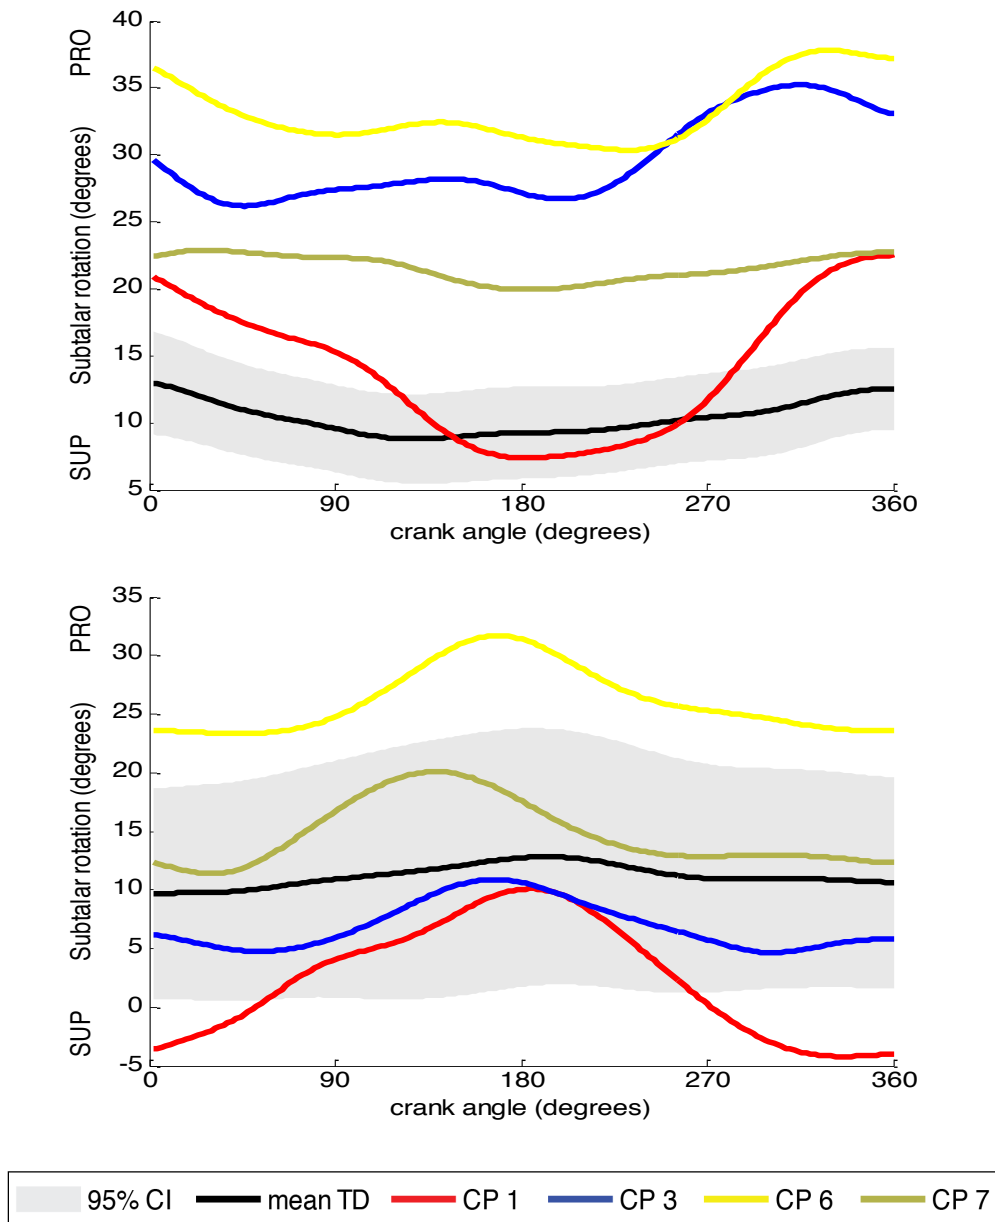 40
PRO
35
30
Subtalar rotation (degrees)
25
20
15
10
SUP
5
0 90 180 270 360
crank angle (degrees)
35
PRO
30
25
Subtalar rotation (degrees)
20
15
10
5
0
SUP
-5
0 90 180 270 360
crank angle (degrees)
95% CI mean TD CP 1 CP 3 CP 6 CP 7